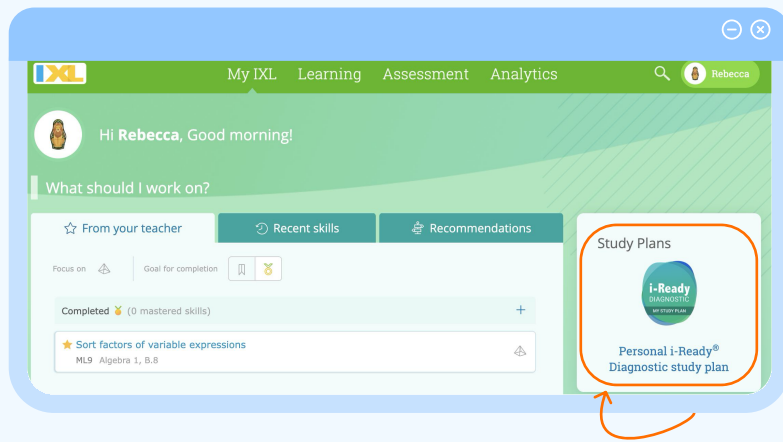 IXL
My IXL Learning Assessment Analytics
Rebecca
Hi Rebecca, Good morning!
What should I work on?
From your teacher
Recent skills
Recommendations
Focus on
Goal for completion
Completed (0 mastered skills)
Sort factors of variable expressions
ML9 Algebra 1, B.8
Study Plans
i-Ready
DIAGNOSTIC
MY STUDY PLAN
Personal i-Ready®
Diagnostic study plan